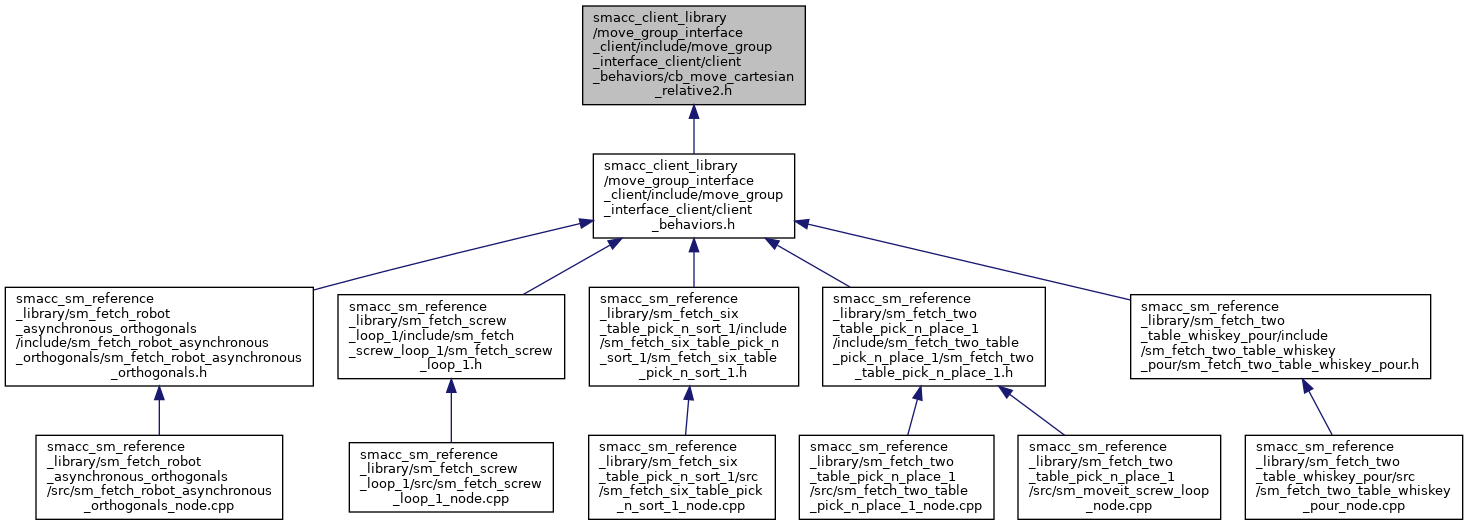 smacc_client_library
/move_group_interface
_client/include/move_group
_interface_client/client
_behaviors/cb_move_cartesian
_relative2.h
smacc_client_library
/move_group_interface
_client/include/move_group
_interface_client/client
_behaviors.h
smacc_sm_reference
_library/sm_fetch_robot
_asynchronous_orthogonals
/include/sm_fetch_robot_asynchronous
_orthogonals/sm_fetch_robot_asynchronous
_orthogonals.h
smacc_sm_reference
_library/sm_fetch_screw
_loop_1/include/sm_fetch
_screw_loop_1/sm_fetch_screw
_loop_1.h
smacc_sm_reference
_library/sm_fetch_six
_table_pick_n_sort_1/include
/sm_fetch_six_table_pick_n
_sort_1/sm_fetch_six_table
_pick_n_sort_1.h
smacc_sm_reference
_library/sm_fetch_two
_table_pick_n_place_1
/include/sm_fetch_two_table
_pick_n_place_1/sm_fetch_two
_table_pick_n_place_1.h
smacc_sm_reference
_library/sm_fetch_two
_table_whiskey_pour/include
/sm_fetch_two_table_whiskey
_pour/sm_fetch_two_table_whiskey_pour.h
smacc_sm_reference
_library/sm_fetch_robot
_asynchronous_orthogonals
/src/sm_fetch_robot_asynchronous
_orthogonals_node.cpp
smacc_sm_reference
_library/sm_fetch_screw
_loop_1/src/sm_fetch_screw
_loop_1_node.cpp
smacc_sm_reference
_library/sm_fetch_six
_table_pick_n_sort_1/src
/sm_fetch_six_table_pick
_n_sort_1_node.cpp
smacc_sm_reference
_library/sm_fetch_two
_table_pick_n_place_1
/src/sm_fetch_two_table
_pick_n_place_1_node.cpp
smacc_sm_reference
_library/sm_fetch_two
_table_pick_n_place_1
/src/sm_moveit_screw_loop
_node.cpp
smacc_sm_reference
_library/sm_fetch_two
_table_whiskey_pour/src
/sm_fetch_two_table_whiskey
_pour_node.cpp